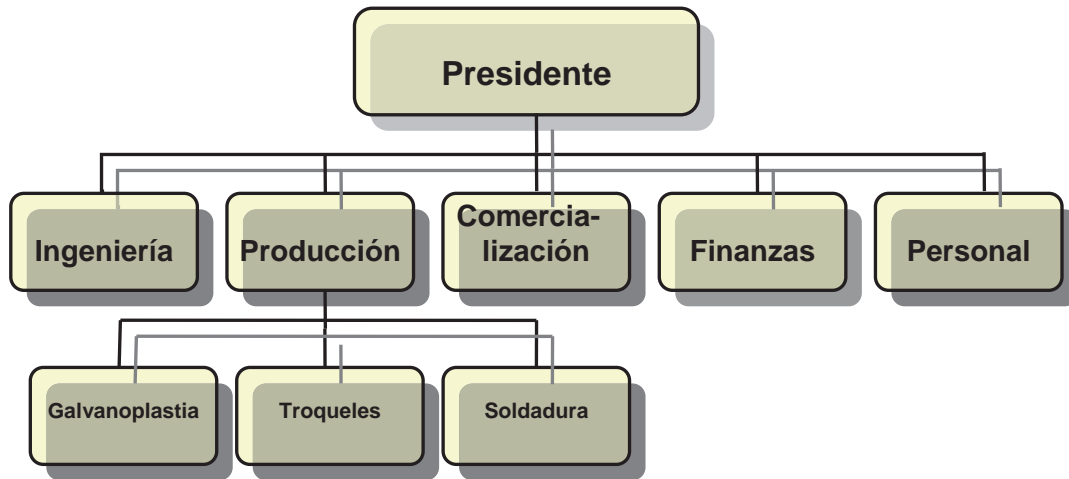 Presidente
Ingeniería
Producción
Comercia-
lización
Finanzas
Personal
Galvanoplastia
Troqueles
Soldadura